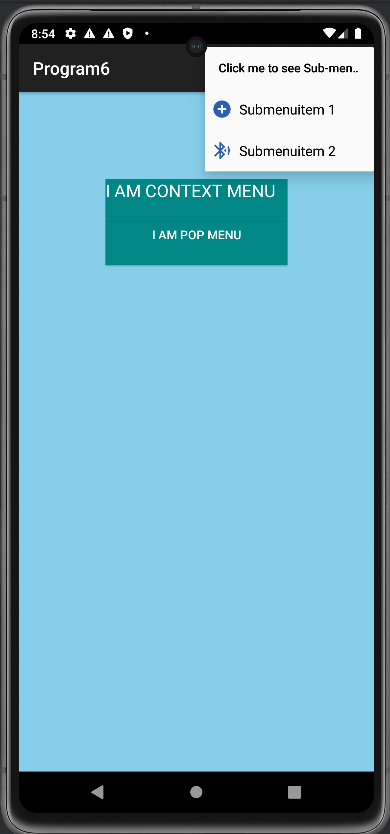 8:54
Program6
Click me to see Sub-men..
Submenuitem 1
Submenuitem 2
I AM CONTEXT MENU
I AM POP MENU